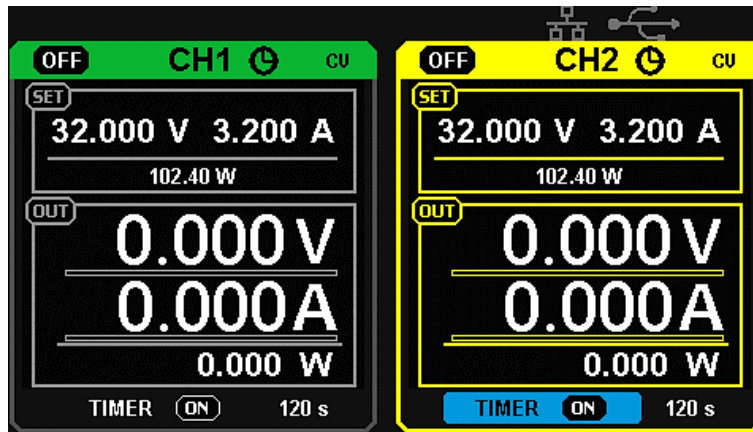 OFF CH1 CV
SET
32.000 V 3.200 A
102.40 W
OUT
0.000 V
0.000 A
0.000 W
TIMER ON 120 s
OFF CH2 CV
SET
32.000 V 3.200 A
102.40 W
OUT
0.000 V
0.000 A
0.000 W
TIMER ON 120 s